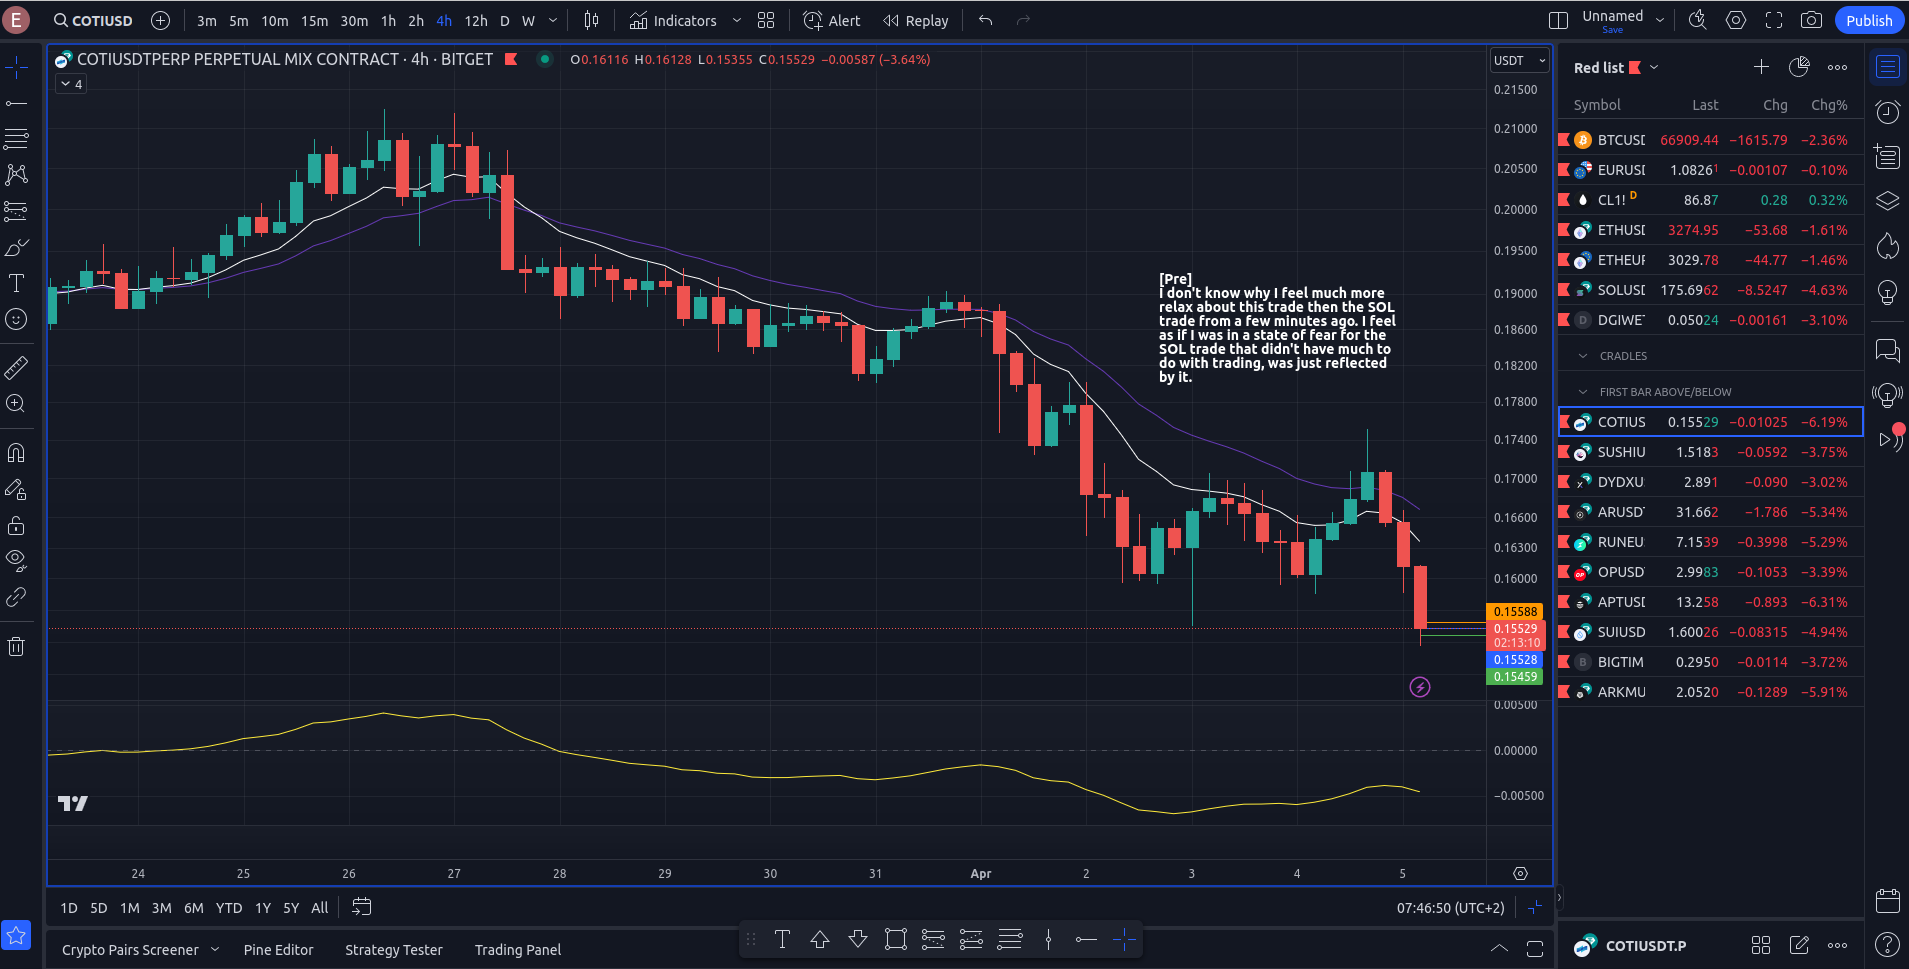 E
COTIUSD
3m 5m 10m 15m 30m 1h 2h 4h 12h D W
Indicators
Alert
Replay
Unnamed
Save
Publish
COTIUSDTPERP PERPETUAL MIX CONTRACT · 4h · BITGET
O0.16116 H0.16128 L0.15355 C0.15529 −0.00587 (−3.64%)
4
USDT
0.21500
0.21000
0.20500
0.20000
0.19500
0.19000
0.18600
0.18200
0.17800
0.17400
0.17000
0.16600
0.16300
0.16000
0.15588
0.15529
02:13:10
0.15528
0.15459
0.00500
0.00000
−0.00500
[Pre]
I don't know why I feel much more
relax about this trade then the SOL
trade from a few minutes ago. I feel
as if I was in a state of fear for the
SOL trade that didn't have much to
do with trading, was just reflected
by it.
24 25 26 27 28 29 30 31 Apr 2 3 4 5
1D 5D 1M 3M 6M YTD 1Y 5Y All
07:46:50 (UTC+2)
Crypto Pairs Screener
Pine Editor
Strategy Tester
Trading Panel
T
Red list
Symbol Last Chg Chg%
BTCUSD 66909.44 −1615.79 −2.36%
EURUSD 1.08261 −0.00107 −0.10%
CL1! D 86.87 0.28 0.32%
ETHUSD 3274.95 −53.68 −1.61%
ETHEUR 3029.78 −44.77 −1.46%
SOLUSD 175.6962 −8.5247 −4.63%
D DGIWE 0.05024 −0.00161 −3.10%
CRADLES
FIRST BAR ABOVE/BELOW
COTIUS 0.15529 −0.01025 −6.19%
SUSHIU 1.5183 −0.0592 −3.75%
DYDXU 2.891 −0.090 −3.02%
ARUSDT 31.662 −1.786 −5.34%
RUNEU 7.1539 −0.3998 −5.29%
OP OPUSD 2.9983 −0.1053 −3.39%
APTUSD 13.258 −0.893 −6.31%
SUIUSD 1.60026 −0.08315 −4.94%
B BIGTIM 0.2950 −0.0114 −3.72%
ARKMU 2.0520 −0.1289 −5.91%
COTIUSDT.P